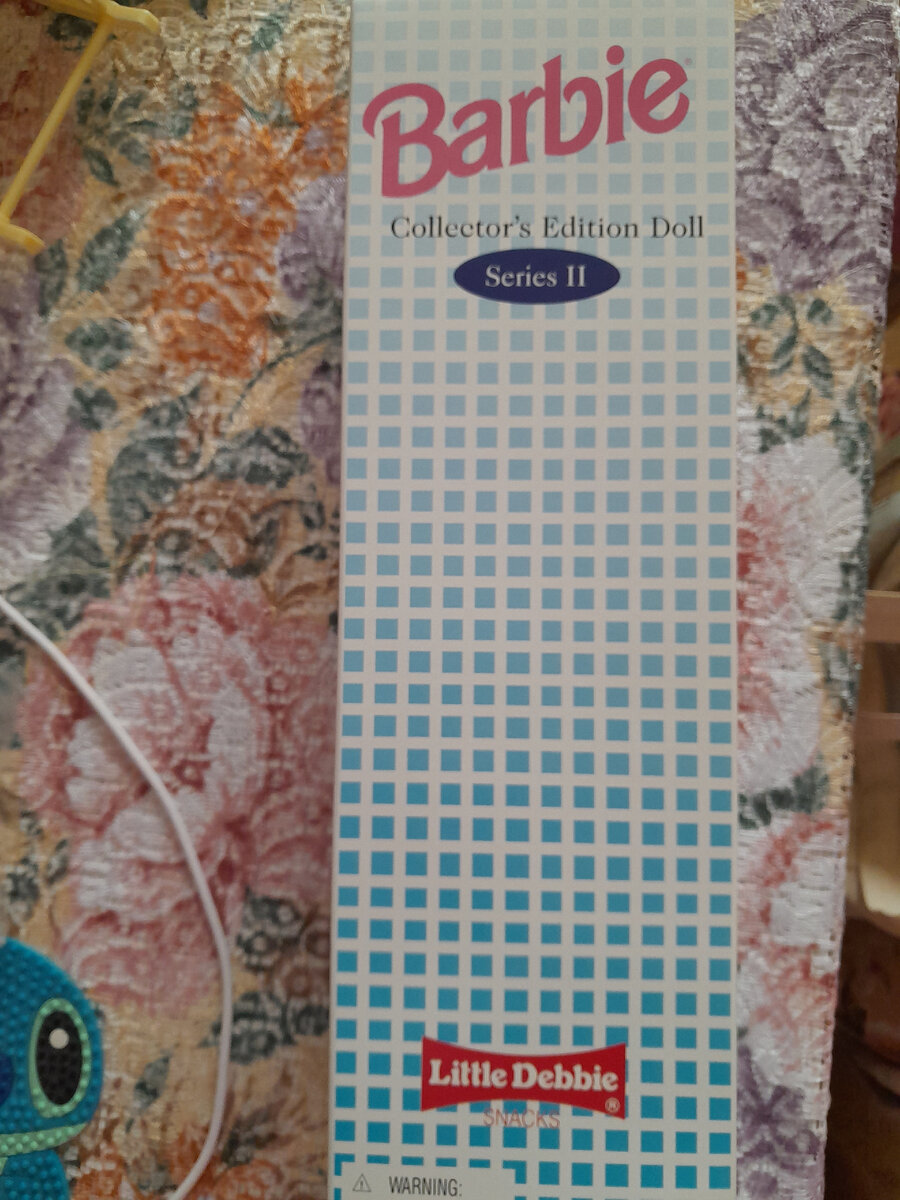 Barbie®
Collector's Edition Doll
Series II
Little Debbie®
SNACKS
⚠ WARNING: